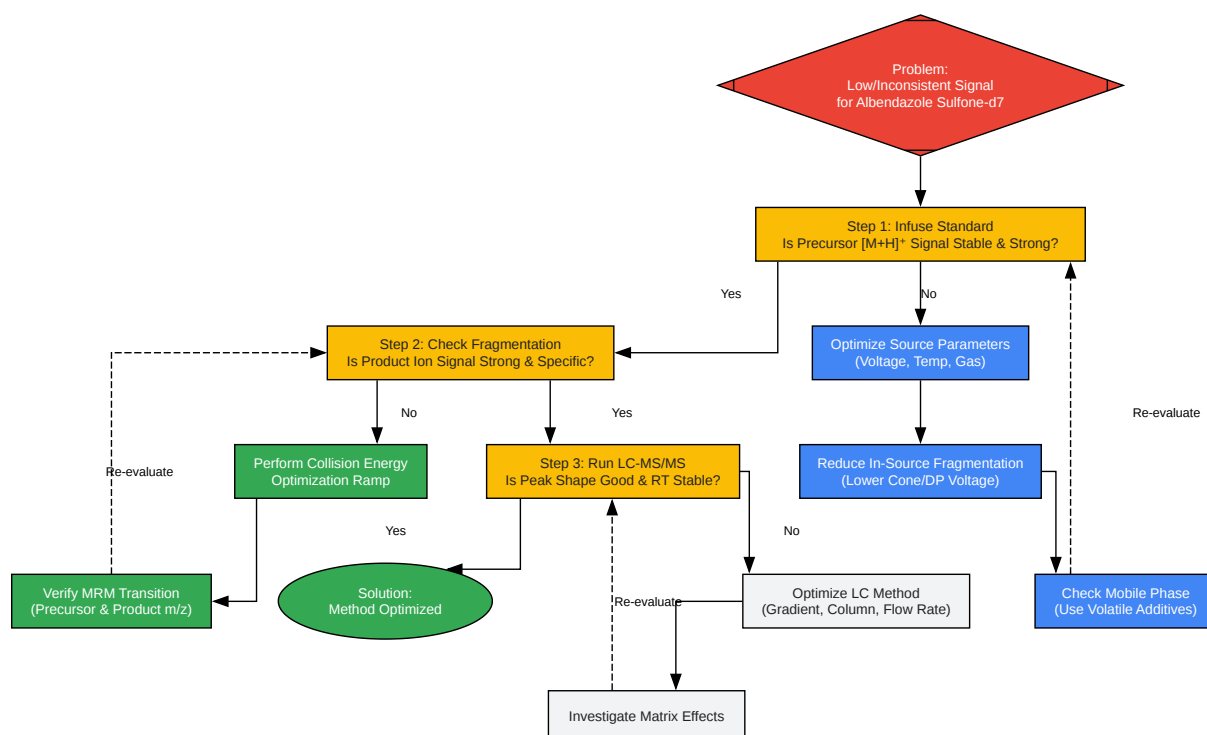 Problem:
Low/Inconsistent Signal
for Albendazole Sulfone-d7
Step 1: Infuse Standard
Is Precursor [M+H]⁺ Signal Stable & Strong?
Yes
No
Step 2: Check Fragmentation
Is Product Ion Signal Strong & Specific?
Optimize Source Parameters
(Voltage, Temp, Gas)
No
Yes
Re-evaluate
Re-evaluate
Perform Collision Energy
Optimization Ramp
Step 3: Run LC-MS/MS
Is Peak Shape Good & RT Stable?
Reduce In-Source Fragmentation
(Lower Cone/DP Voltage)
Yes
No
Verify MRM Transition
(Precursor & Product m/z)
Solution:
Method Optimized
Re-evaluate
Optimize LC Method
(Gradient, Column, Flow Rate)
Check Mobile Phase
(Use Volatile Additives)
Investigate Matrix Effects